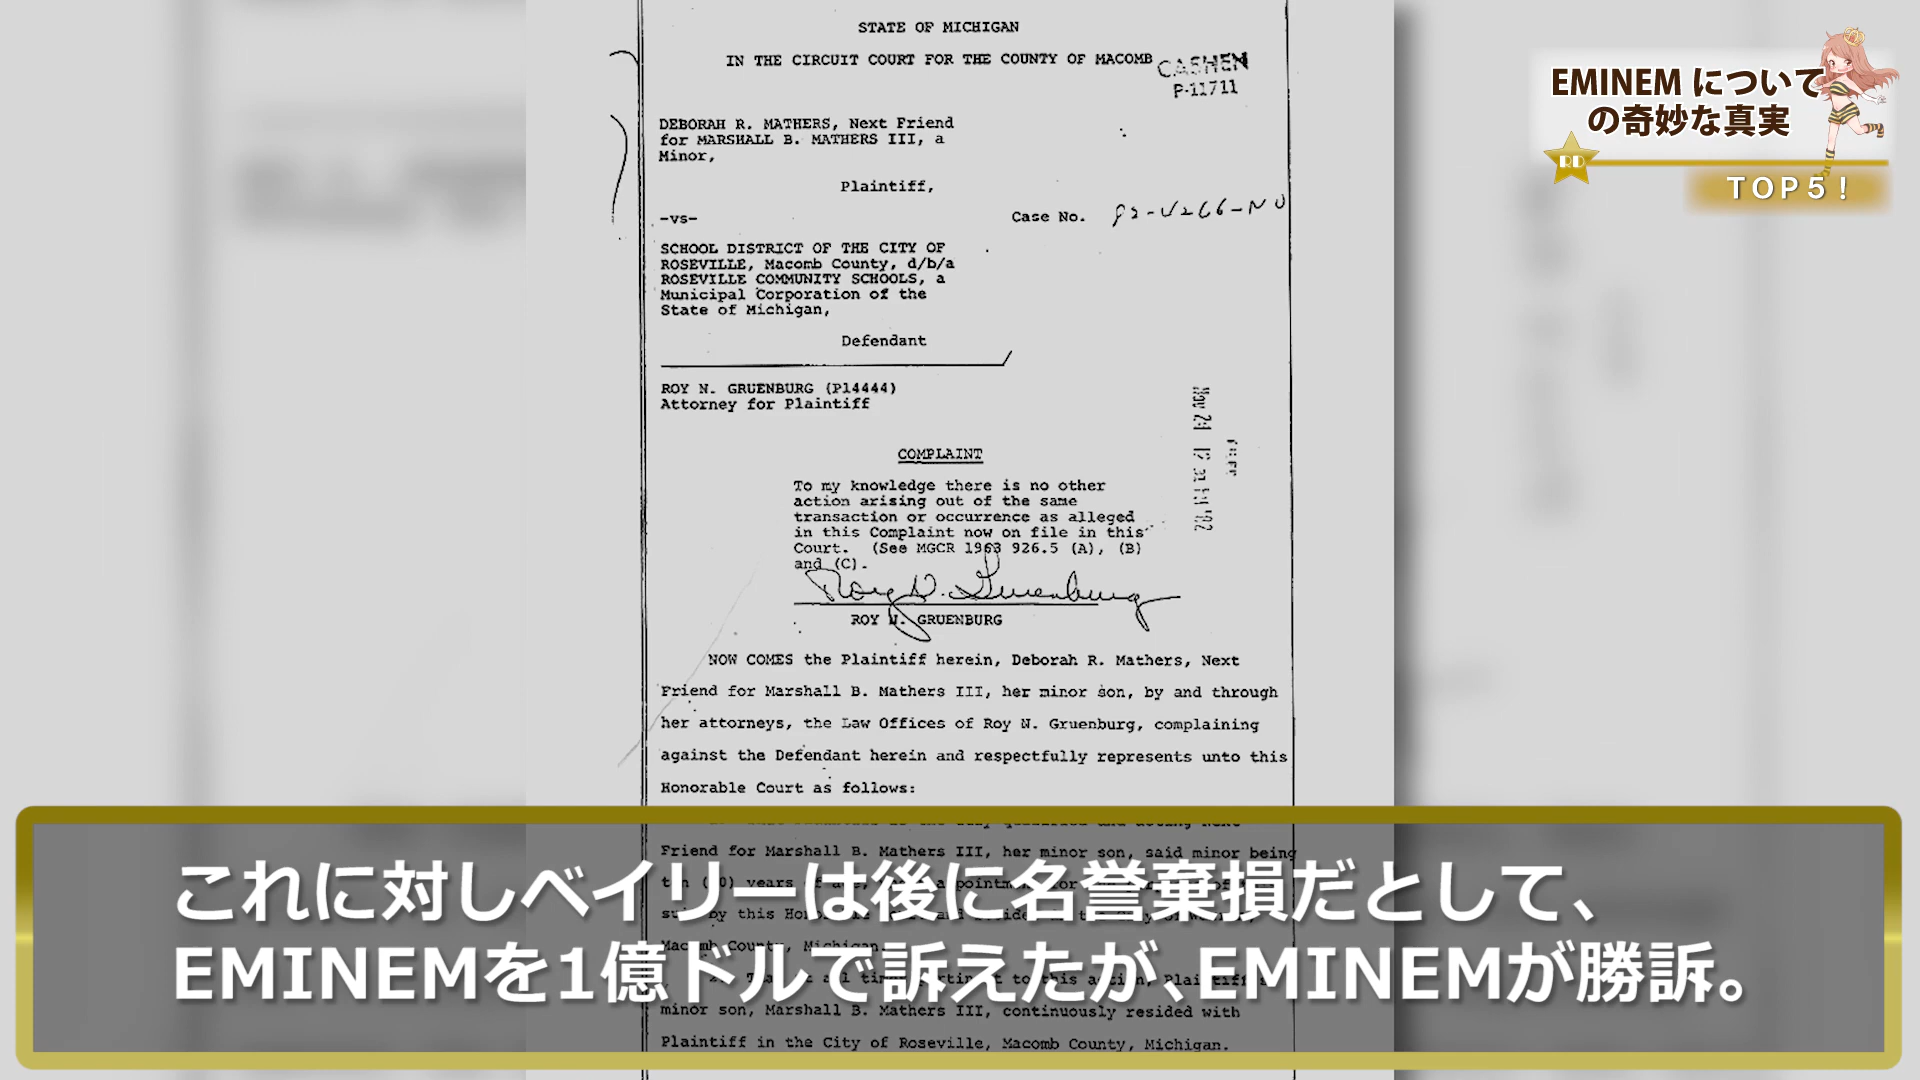 STATE OF MICHIGAN
IN THE CIRCUIT COURT FOR THE COUNTY OF MACOMB
CASHEN
P-11711
DEBORAH R. MATHERS, Next Friend
for MARSHALL B. MATHERS III, a
Minor,
Plaintiff,
-vs-
Case No.
SCHOOL DISTRICT OF THE CITY OF
ROSEVILLE, Macomb County, d/b/a
ROSEVILLE COMMUNITY SCHOOLS, a
Municipal Corporation of the
State of Michigan,
Defendant
ROY N. GRUENBURG (P14444)
Attorney for Plaintiff
COMPLAINT
To my knowledge there is no other
action arising out of the same
transaction or occurrence as alleged
in this Complaint now on file in this
Court. (See MGCR 1963 926.5 (A), (B)
and (C).
Roy N. Gruenburg
ROY N. GRUENBURG
NOW COMES the Plaintiff herein, Deborah R. Mathers, Next
Friend for Marshall B. Mathers III, her minor son, by and through
her attorneys, the Law Offices of Roy N. Gruenburg, complaining
against the Defendant herein and respectfully represents unto this
Honorable Court as follows:
Friend for Marshall B. Mathers III, her minor son, said minor being
Macomb County, Michigan.
minor son, Marshall B. Mathers III, continuously resided with
Plaintiff in the City of Roseville, Macomb County, Michigan.
EMINEM について
の奇妙な真実
RD
TOP5!
これに対しベイリーは後に名誉棄損だとして、
EMINEMを1億ドルで訴えたが、EMINEMが勝訴。